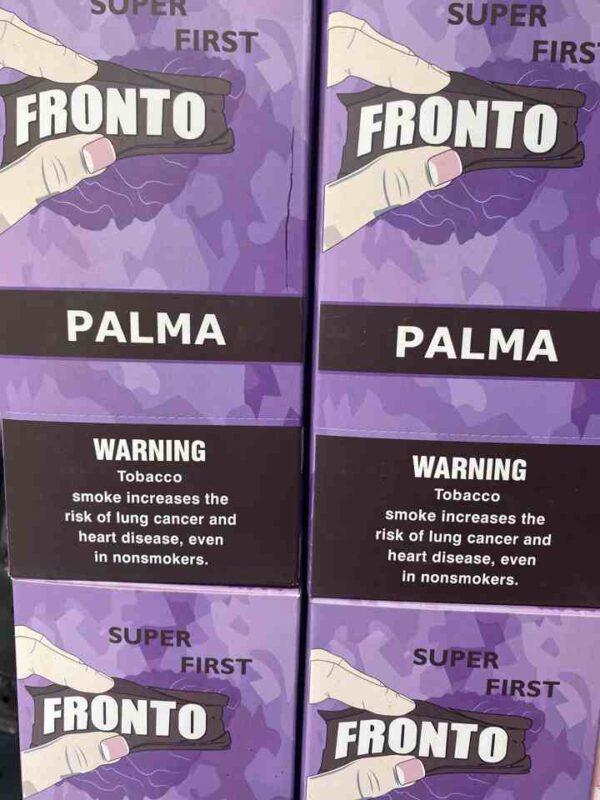 SUPER
FIRST
FRONTO
PALMA
WARNING
Tobacco
smoke increases the
risk of lung cancer and
heart disease, even
in nonsmokers.
SUPER
FIRST
FRONTO
SUPER
FIRS
FRONTO
PALMA
WARNING
Tobacco
smoke increases the
risk of lung cancer and
heart disease, even
in nonsmokers.
SUPER
FIRST
FRONTO